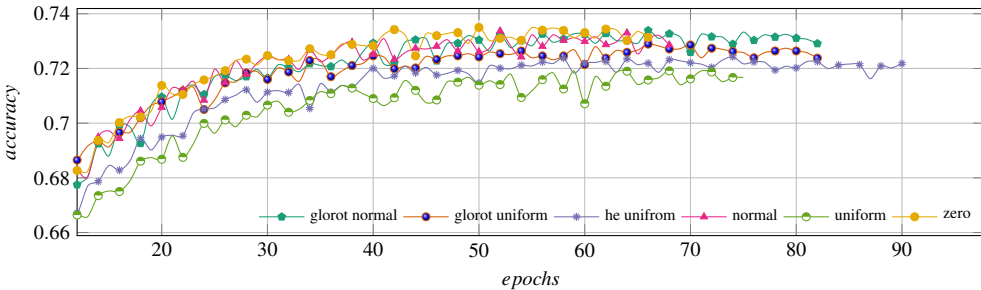 0.74
0.72
0.7
0.68
0.66
accuracy
glorot normal glorot uniform he unifrom normal uniform zero
20 30 40 50 60 70 80 90
epochs